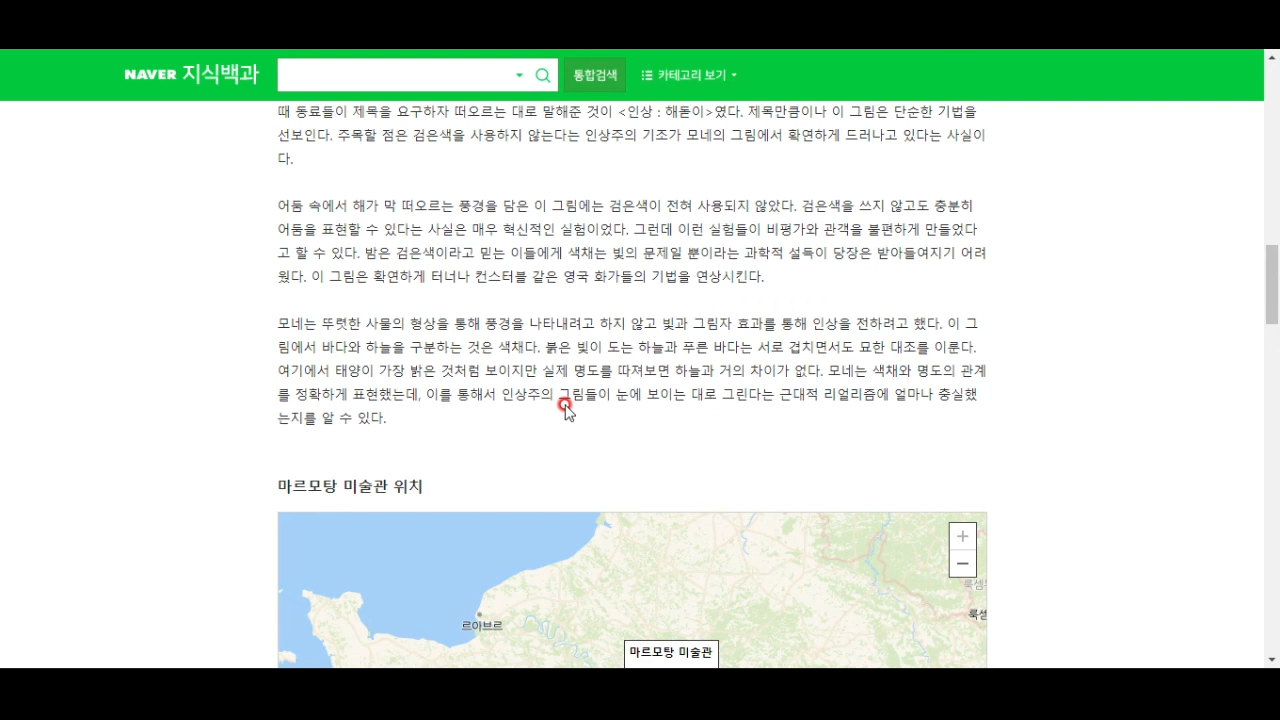 NAVER 지식백과
통합검색
카테고리 보기
때 동료들이 제목을 요구하자 떠오르는 대로 말해준 것이 <인상 : 해돋이>였다. 제목만큼이나 이 그림은 단순한 기법을
선보인다. 주목할 점은 검은색을 사용하지 않는다는 인상주의 기조가 모네의 그림에서 확연하게 드러나고 있다는 사실이
다.
어둠 속에서 해가 막 떠오르는 풍경을 담은 이 그림에는 검은색이 전혀 사용되지 않았다. 검은색을 쓰지 않고도 충분히
어둠을 표현할 수 있다는 사실은 매우 혁신적인 실험이었다. 그런데 이런 실험들이 비평가와 관객을 불편하게 만들었다
고 할 수 있다. 밤은 검은색이라고 믿는 이들에게 색채는 빛의 문제일 뿐이라는 과학적 설득이 당장은 받아들여지기 어려
웠다. 이 그림은 확연하게 터너나 컨스터블 같은 영국 화가들의 기법을 연상시킨다.
모네는 뚜렷한 사물의 형상을 통해 풍경을 나타내려고 하지 않고 빛과 그림자 효과를 통해 인상을 전하려고 했다. 이 그
림에서 바다와 하늘을 구분하는 것은 색채다. 붉은 빛이 도는 하늘과 푸른 바다는 서로 겹치면서도 묘한 대조를 이룬다.
여기에서 태양이 가장 밝은 것처럼 보이지만 실제 명도를 따져보면 하늘과 거의 차이가 없다. 모네는 색채와 명도의 관계
를 정확하게 표현했는데, 이를 통해서 인상주의 그림들이 눈에 보이는 대로 그린다는 근대적 리얼리즘에 얼마나 충실했
는지를 알 수 있다.
마르모탕 미술관 위치
르아브르
마르모탕 미술관